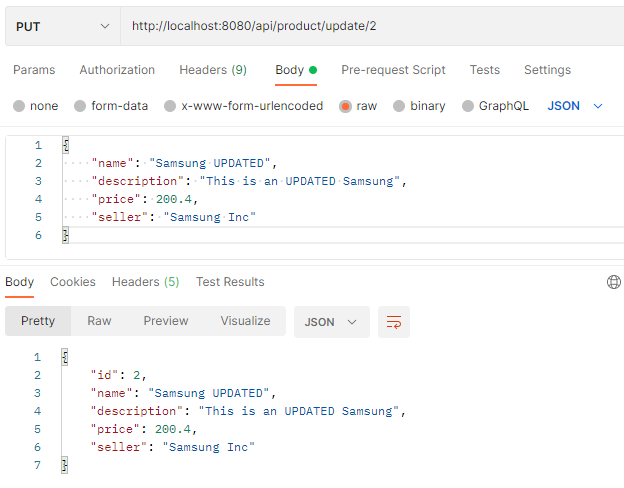 PUT http://localhost:8080/api/product/update/2
Params Authorization Headers (9) Body Pre-request Script Tests Settings
none form-data x-www-form-urlencoded raw binary GraphQL JSON
1 {
2 "name": "Samsung UPDATED",
3 "description": "This is an UPDATED Samsung",
4 "price": 200.4,
5 "seller": "Samsung Inc"
6 }
Body Cookies Headers (5) Test Results
Pretty Raw Preview Visualize JSON
1 {
2 "id": 2,
3 "name": "Samsung UPDATED",
4 "description": "This is an UPDATED Samsung",
5 "price": 200.4,
6 "seller": "Samsung Inc"
7 }